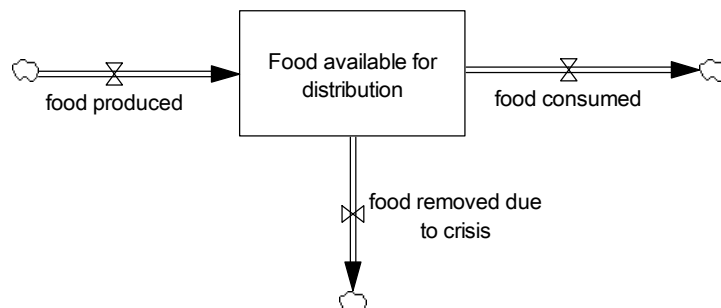 Food available for
distribution
food produced
food consumed
food removed due
to crisis